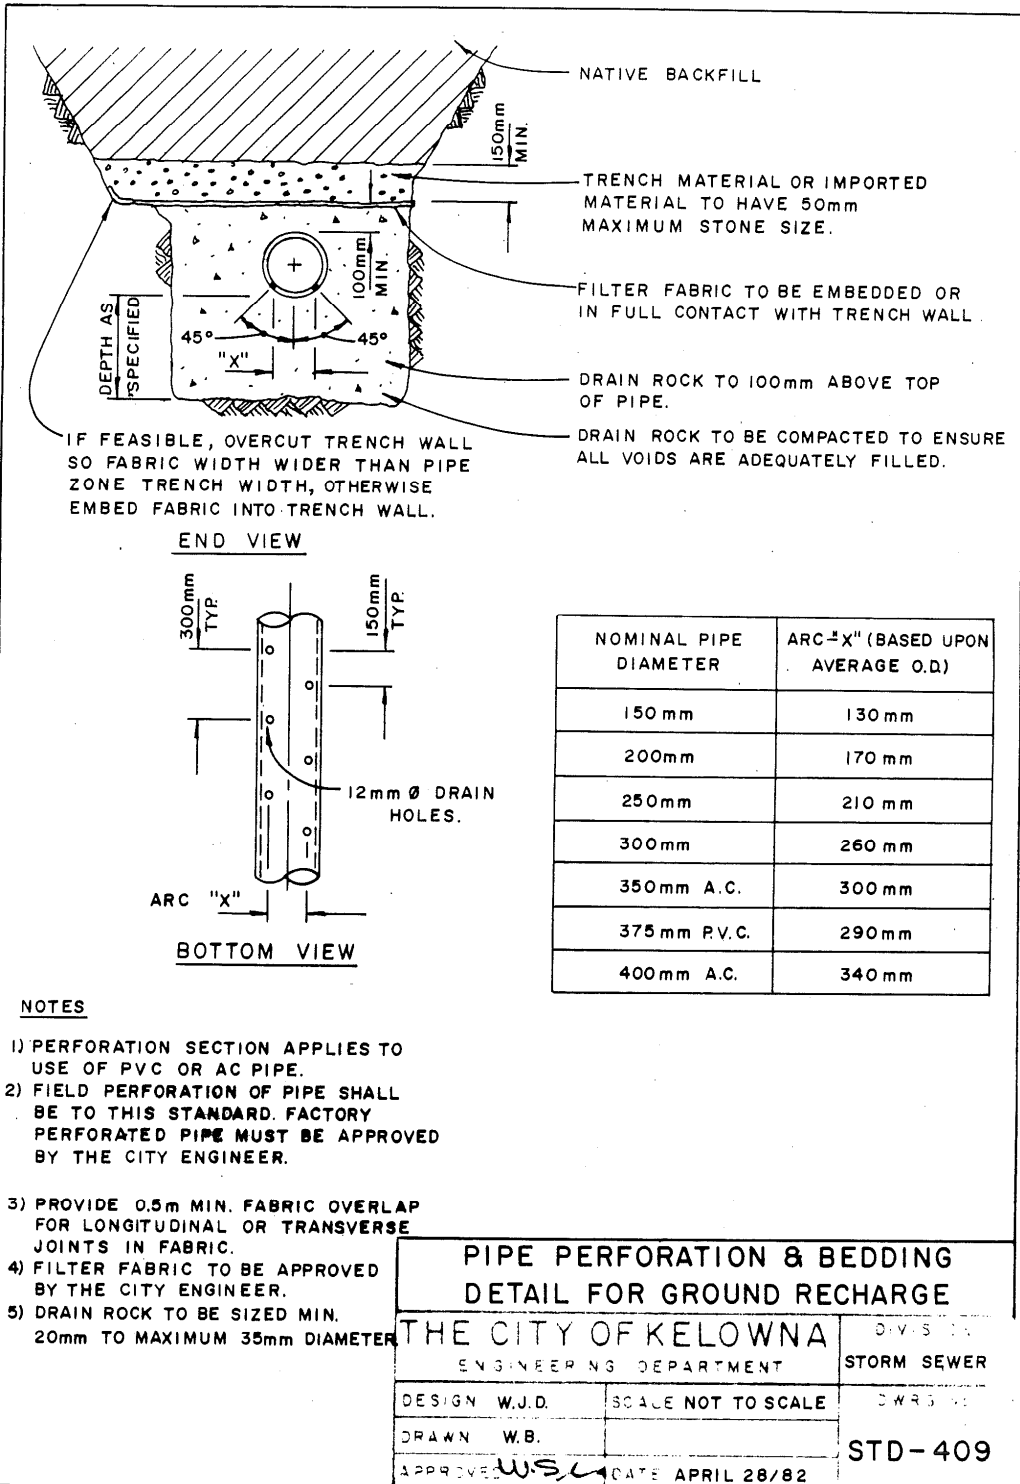 NATIVE BACKFILL
150mm
MIN.
TRENCH MATERIAL OR IMPORTED
MATERIAL TO HAVE 50mm
MAXIMUM STONE SIZE.
100mm
MIN
FILTER FABRIC TO BE EMBEDDED OR
IN FULL CONTACT WITH TRENCH WALL
DEPTH AS
SPECIFIED
45°
45°
"X"
DRAIN ROCK TO 100mm ABOVE TOP
OF PIPE.
DRAIN ROCK TO BE COMPACTED TO ENSURE
ALL VOIDS ARE ADEQUATELY FILLED.
IF FEASIBLE, OVERCUT TRENCH WALL
SO FABRIC WIDTH WIDER THAN PIPE
ZONE TRENCH WIDTH, OTHERWISE
EMBED FABRIC INTO TRENCH WALL.
END VIEW
300mm
TYP.
150mm
TYP.
12mm Ø DRAIN
HOLES.
ARC "X"
BOTTOM VIEW
NOMINAL PIPE DIAMETER ARC-"X" (BASED UPON AVERAGE O.D.)
150mm 130mm
200mm 170mm
250mm 210mm
300mm 260mm
350mm A.C. 300mm
375mm P.V.C. 290mm
400mm A.C. 340mm
NOTES
1) PERFORATION SECTION APPLIES TO
USE OF PVC OR AC PIPE.
2) FIELD PERFORATION OF PIPE SHALL
BE TO THIS STANDARD. FACTORY
PERFORATED PIPE MUST BE APPROVED
BY THE CITY ENGINEER.
3) PROVIDE 0.5m MIN. FABRIC OVERLAP
FOR LONGITUDINAL OR TRANSVERSE
JOINTS IN FABRIC.
4) FILTER FABRIC TO BE APPROVED
BY THE CITY ENGINEER.
5) DRAIN ROCK TO BE SIZED MIN.
20mm TO MAXIMUM 35mm DIAMETER
PIPE PERFORATION & BEDDING
DETAIL FOR GROUND RECHARGE
THE CITY OF KELOWNA
ENGINEERING DEPARTMENT
STORM SEWER
DESIGN W.J.D.
SCALE NOT TO SCALE
DRAWN W.B.
STD-409
APPROVED
DATE APRIL 28/82